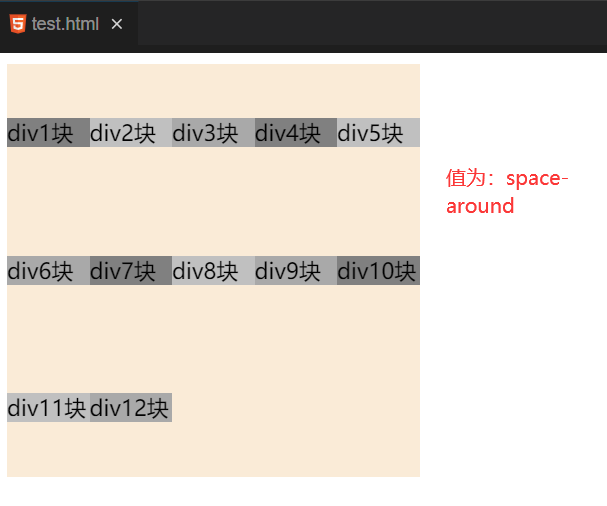 test.html
div1块 div2块 div3块 div4块 div5块
值为：space-
around
div6块 div7块 div8块 div9块 div10块
div11块 div12块